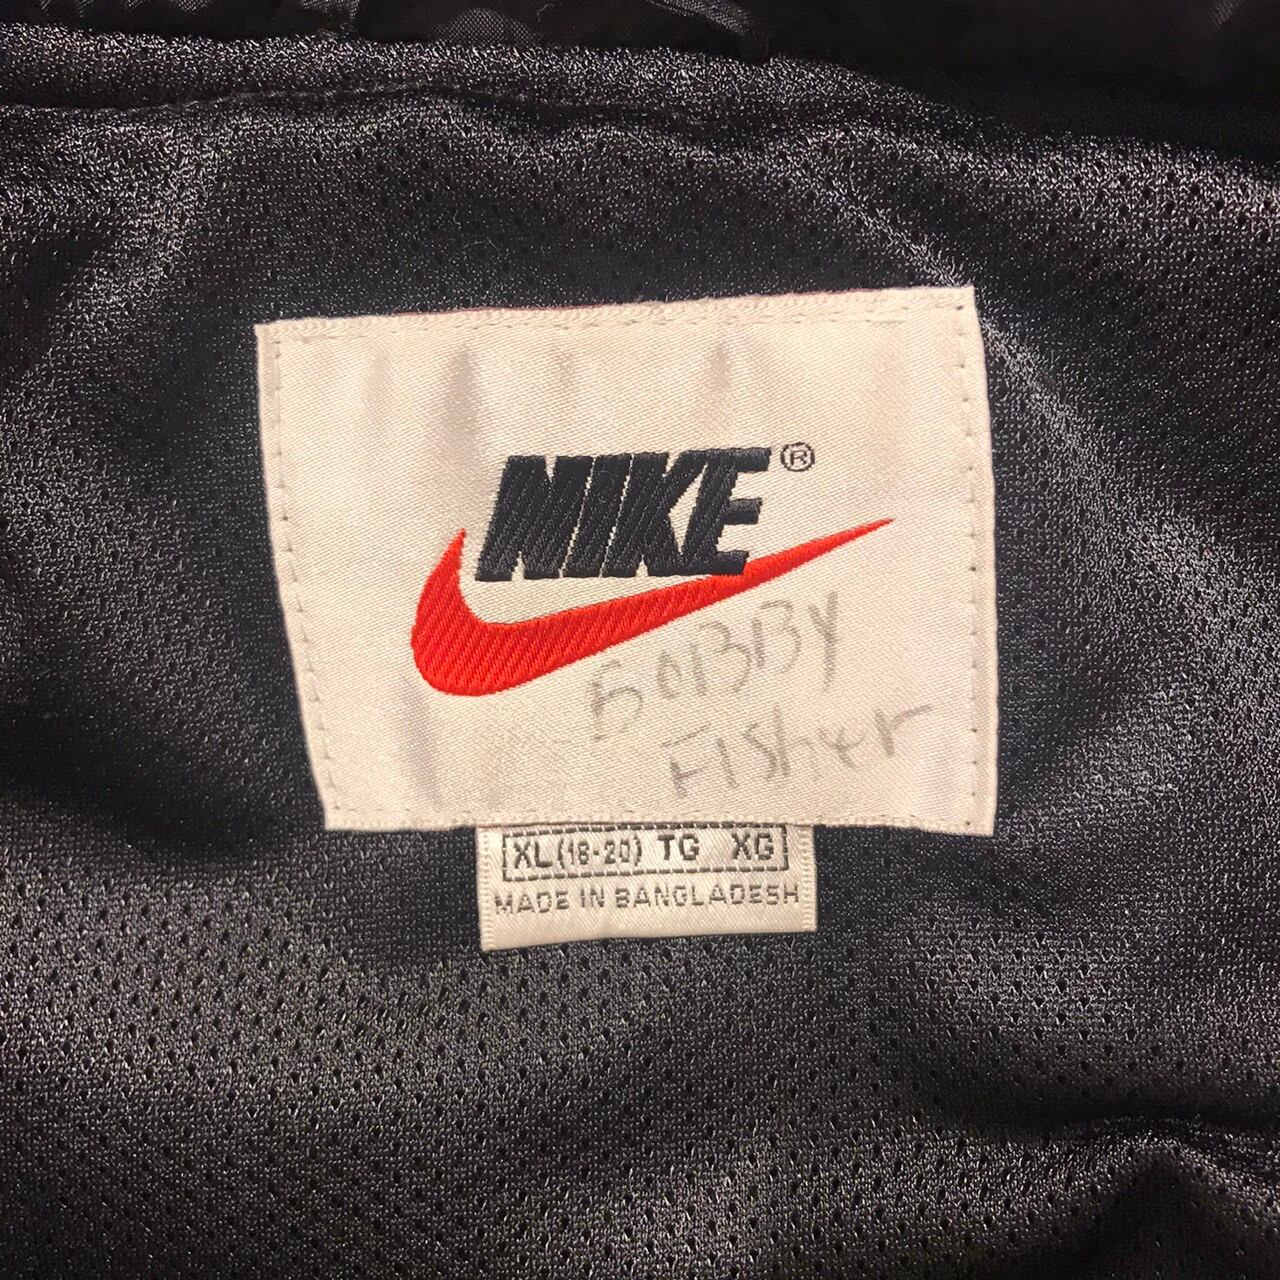 NIKE®
BOBBY
FIsher
XL (18-20) TG XG
MADE IN BANGLADESH